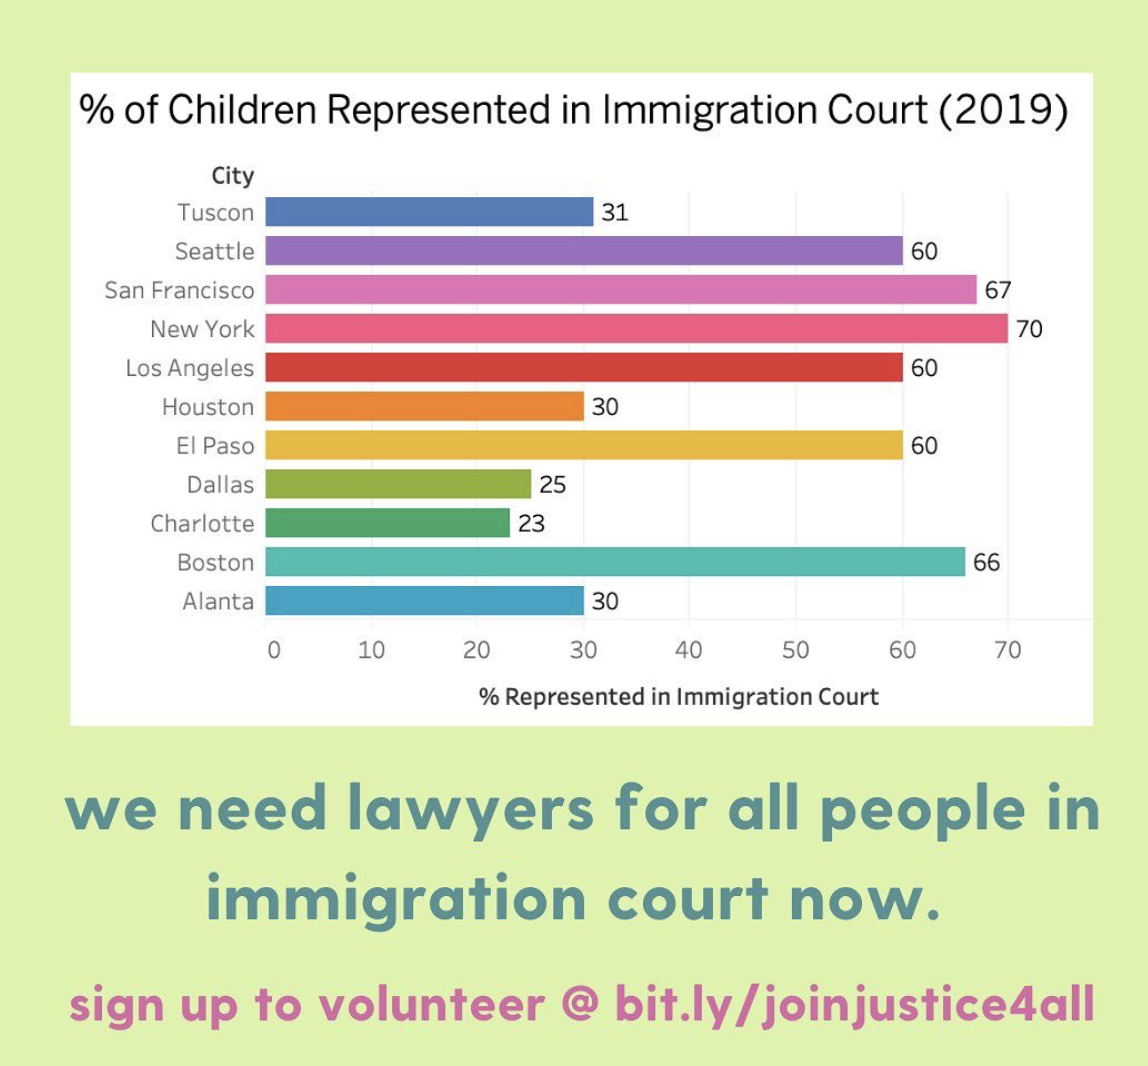 % of Children Represented in Immigration Court (2019)
City
Tuscon 31
Seattle 60
San Francisco 67
New York 70
Los Angeles 60
Houston 30
El Paso 60
Dallas 25
Charlotte 23
Boston 66
Alanta 30
0 10 20 30 40 50 60 70
% Represented in Immigration Court
we need lawyers for all people in
immigration court now.
sign up to volunteer @ bit.ly/joinjustice4all